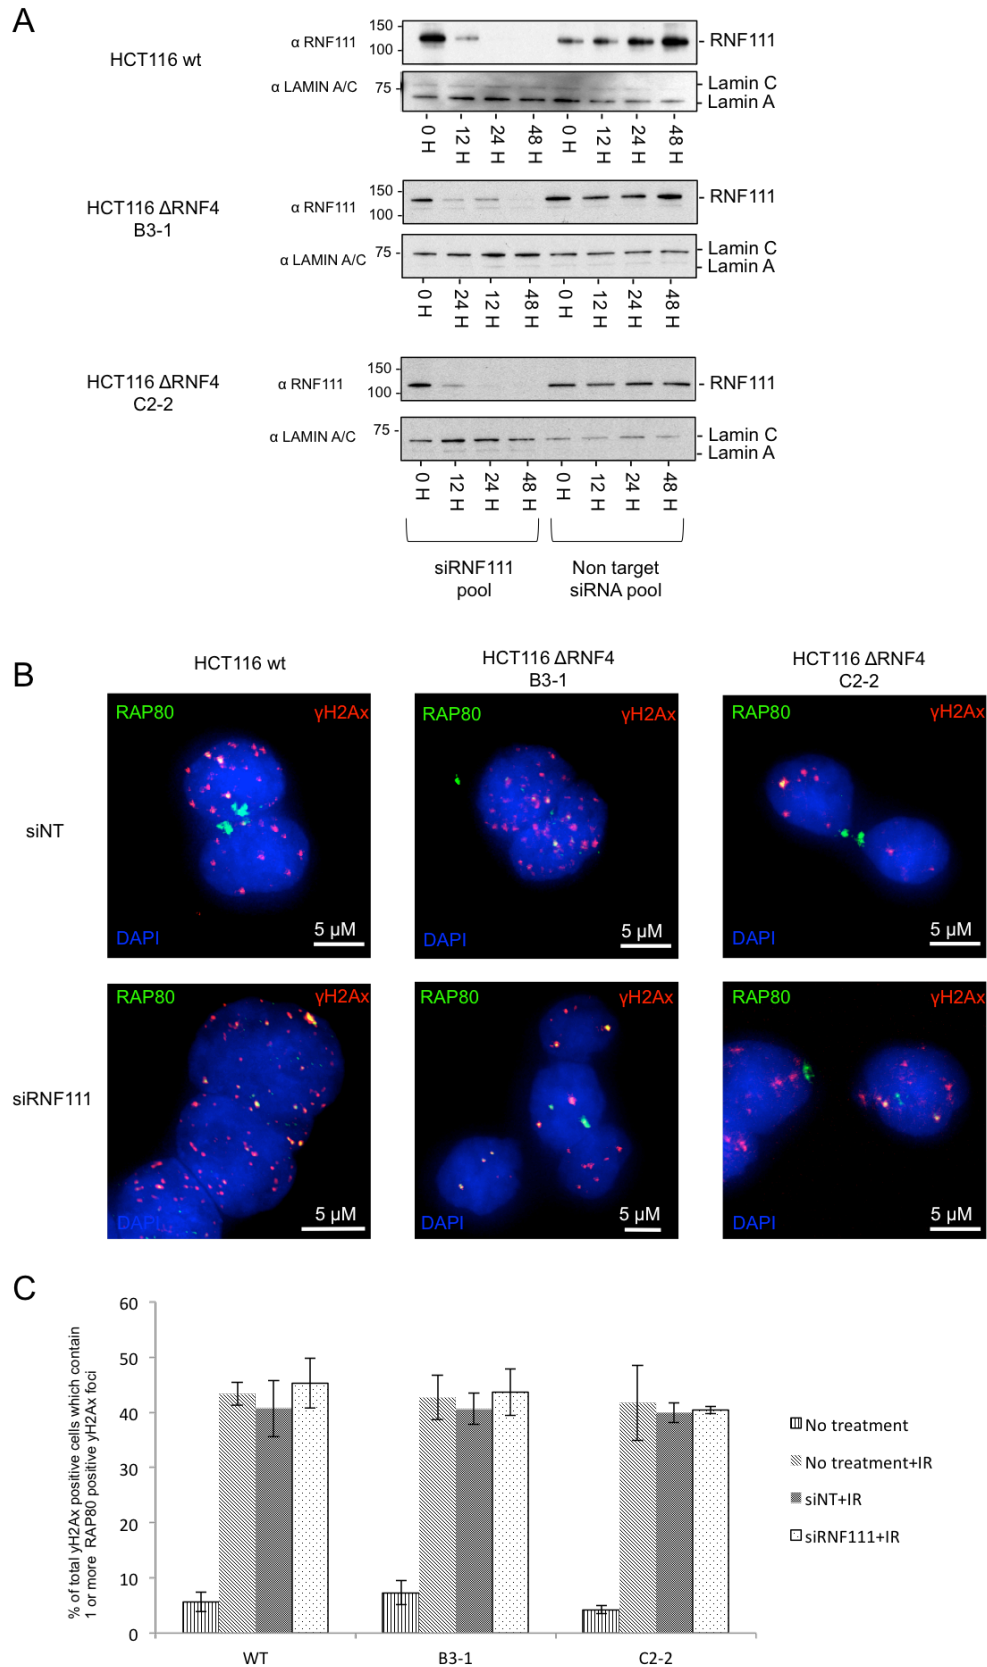 A
HCT116 wt
α RNF111
150
100
RNF111
α LAMIN A/C
75
Lamin C
Lamin A
0 H
12 H
24 H
48 H
0 H
12 H
24 H
48 H
HCT116 ΔRNF4
B3-1
α RNF111
150
100
RNF111
α LAMIN A/C
75
Lamin C
Lamin A
0 H
24 H
12 H
48 H
0 H
12 H
24 H
48 H
HCT116 ΔRNF4
C2-2
α RNF111
150
100
RNF111
α LAMIN A/C
75
Lamin C
Lamin A
0 H
12 H
24 H
48 H
0 H
12 H
24 H
48 H
siRNF111
pool
Non target
siRNA pool
B
HCT116 wt
HCT116 ΔRNF4
B3-1
HCT116 ΔRNF4
C2-2
siNT
RAP80
γH2Ax
DAPI
5 μM
RAP80
γH2Ax
DAPI
5 μM
RAP80
γH2Ax
DAPI
5 μM
siRNF111
RAP80
γH2Ax
DAPI
5 μM
RAP80
γH2Ax
DAPI
5 μM
RAP80
γH2Ax
DAPI
5 μM
C
% of total yH2Ax positive cells which contain
1 or more RAP80 positive yH2Ax foci
60
50
40
30
20
10
0
WT
B3-1
C2-2
No treatment
No treatment+IR
siNT+IR
siRNF111+IR